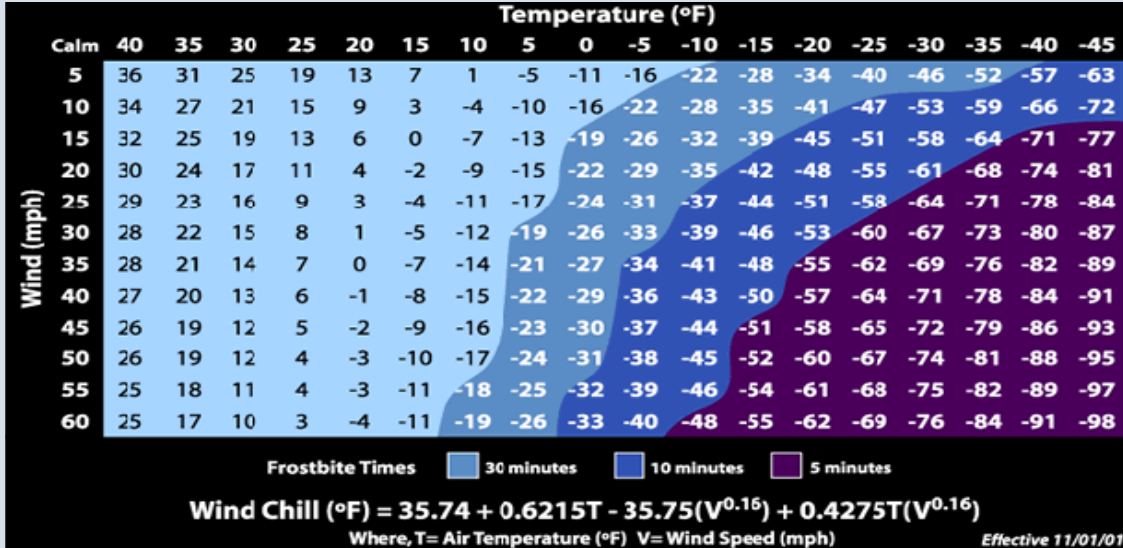 Temperature (ºF)
Calm 40 35 30 25 20 15 10 5 0 -5 -10 -15 -20 -25 -30 -35 -40 -45
5 36 31 25 19 13 7 1 -5 -11 -16 -22 -28 -34 -40 -46 -52 -57 -63
10 34 27 21 15 9 3 -4 -10 -16 -22 -28 -35 -41 -47 -53 -59 -66 -72
15 32 25 19 13 6 0 -7 -13 -19 -26 -32 -39 -45 -51 -58 -64 -71 -77
20 30 24 17 11 4 -2 -9 -15 -22 -29 -35 -42 -48 -55 -61 -68 -74 -81
25 29 23 16 9 3 -4 -11 -17 -24 -31 -37 -44 -51 -58 -64 -71 -78 -84
30 28 22 15 8 1 -5 -12 -19 -26 -33 -39 -46 -53 -60 -67 -73 -80 -87
35 28 21 14 7 0 -7 -14 -21 -27 -34 -41 -48 -55 -62 -69 -76 -82 -89
40 27 20 13 6 -1 -8 -15 -22 -29 -36 -43 -50 -57 -64 -71 -78 -84 -91
45 26 19 12 5 -2 -9 -16 -23 -30 -37 -44 -51 -58 -65 -72 -79 -86 -93
50 26 19 12 4 -3 -10 -17 -24 -31 -38 -45 -52 -60 -67 -74 -81 -88 -95
55 25 18 11 4 -3 -11 -18 -25 -32 -39 -46 -54 -61 -68 -75 -82 -89 -97
60 25 17 10 3 -4 -11 -19 -26 -33 -40 -48 -55 -62 -69 -76 -84 -91 -98
Wind (mph)
Frostbite Times 30 minutes 10 minutes 5 minutes
Wind Chill (ºF) = 35.74 + 0.6215T - 35.75(V^0.16) + 0.4275T(V^0.16)
Where, T= Air Temperature (ºF) V= Wind Speed (mph) Effective 11/01/01